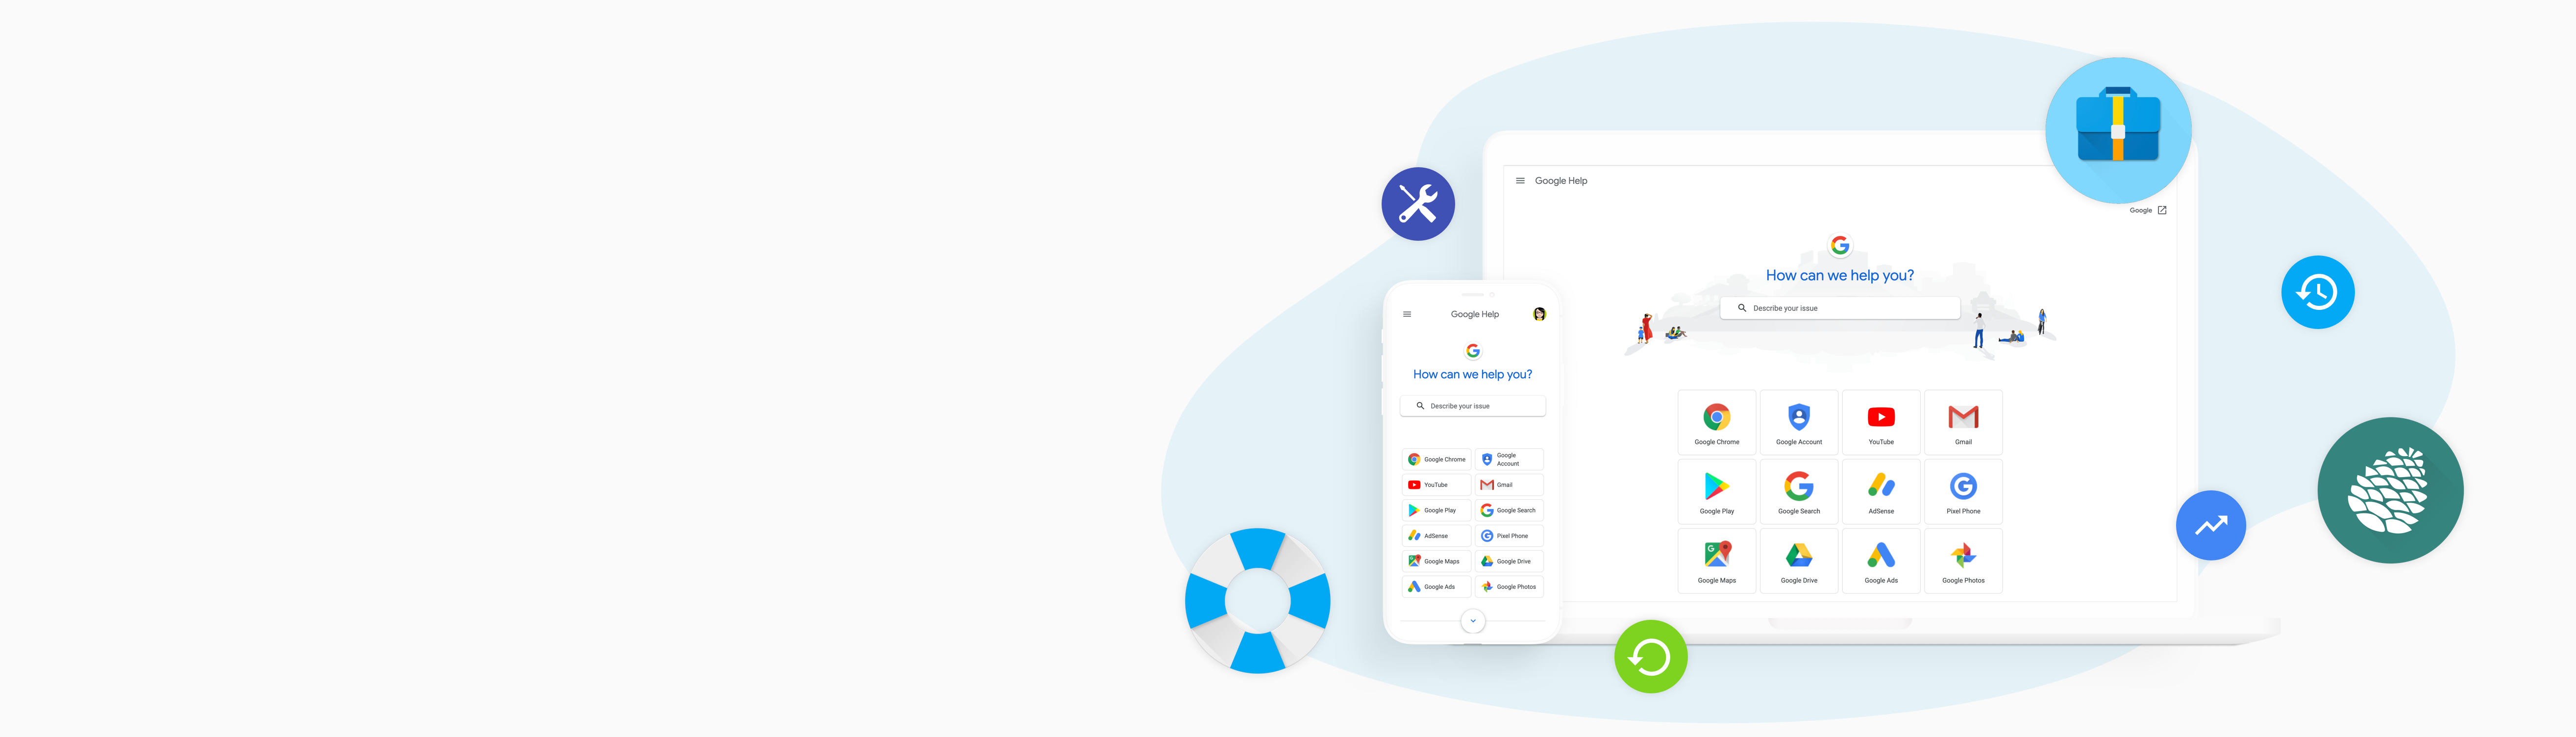 Google Help
Google
How can we help you?
Describe your issue
Google Chrome
Google Account
YouTube
Gmail
Google Play
Google Search
AdSense
Pixel Phone
Google Maps
Google Drive
Google Ads
Google Photos
Google Help
How can we help you?
Describe your issue
Google Chrome
Google
Account
YouTube
Gmail
Google Play
Google Search
AdSense
Pixel Phone
Google Maps
Google Drive
Google Ads
Google Photos